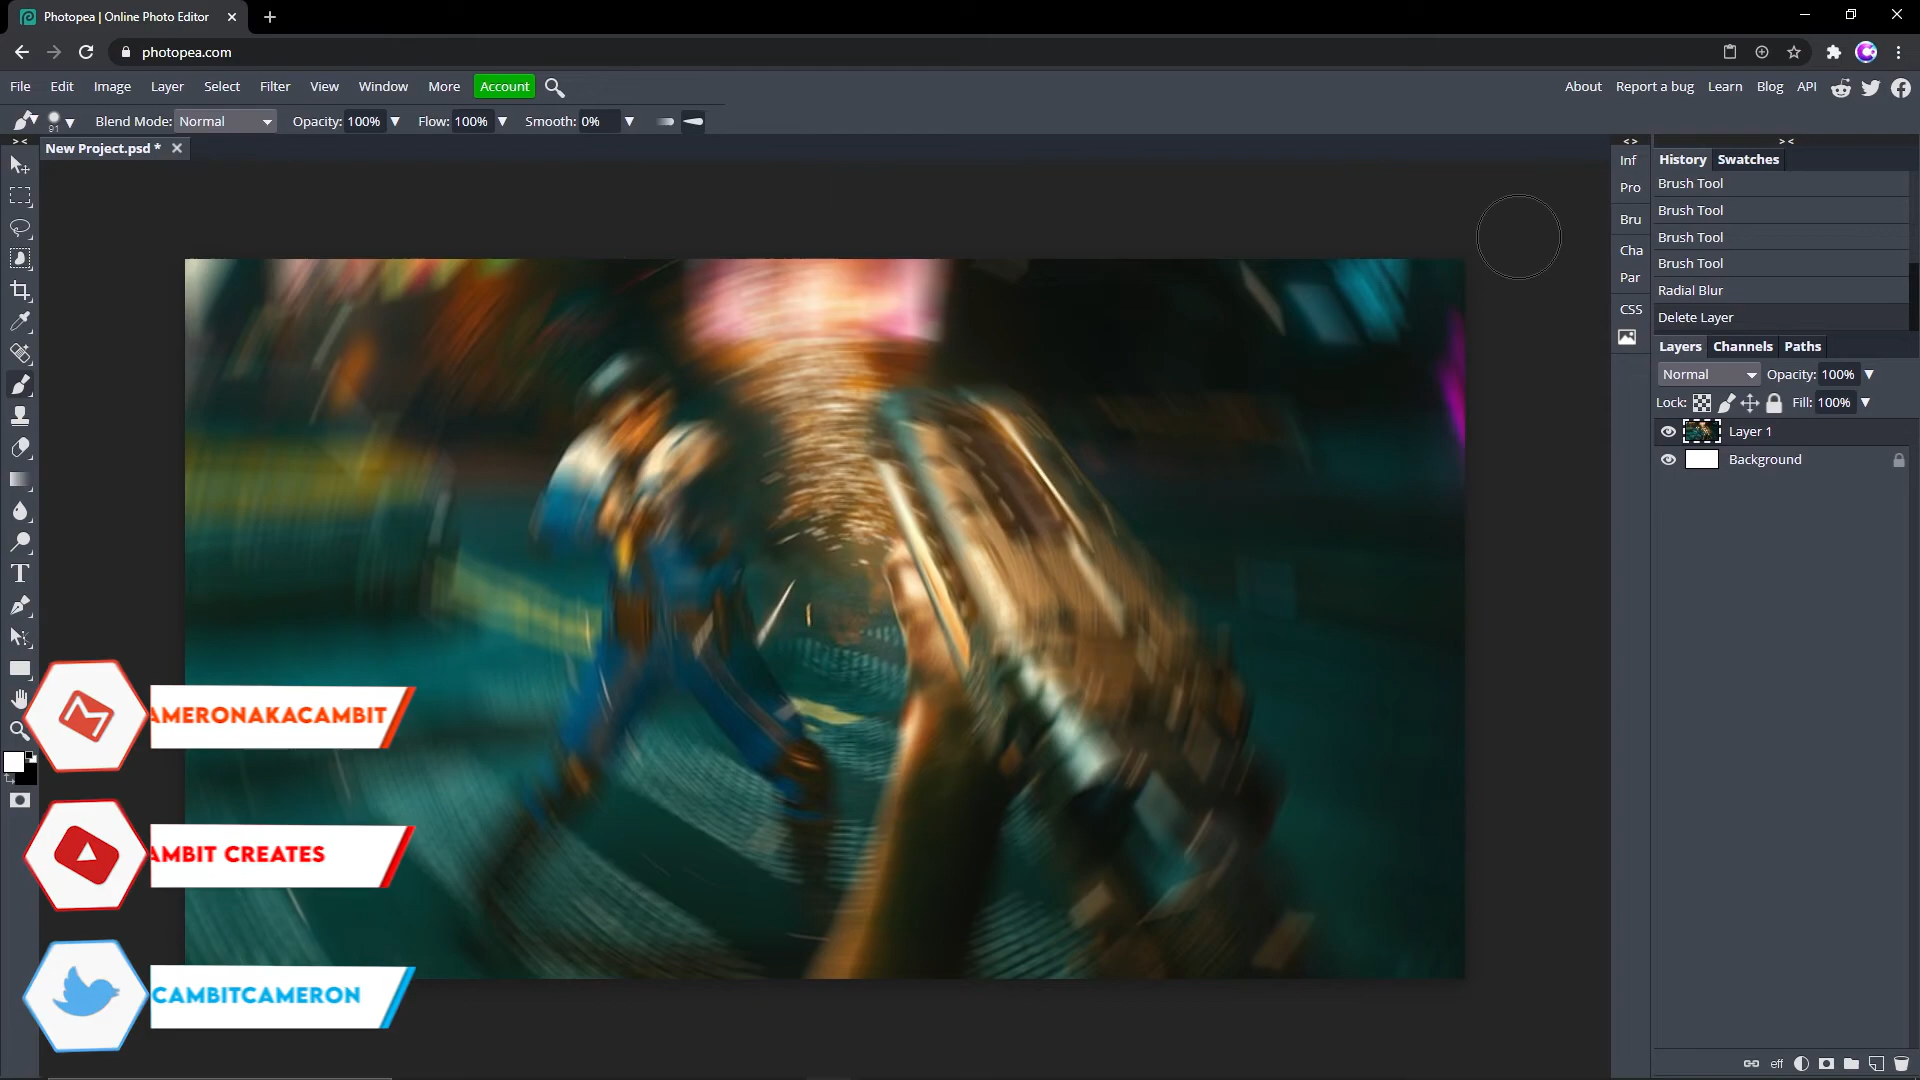 Photopea | Online Photo Editor
photopea.com
File Edit Image Layer Select Filter View Window More Account
About Report a bug Learn Blog API
91
Blend Mode: Normal Opacity: 100% Flow: 100% Smooth: 0%
New Project.psd *
Inf
Pro
Bru
Cha
Par
CSS
History Swatches
Brush Tool
Brush Tool
Brush Tool
Brush Tool
Radial Blur
Delete Layer
Layers Channels Paths
Normal Opacity: 100%
Lock: Fill: 100%
Layer 1
Background
eff
AMERONAKACAMBIT
AMBIT CREATES
CAMBITCAMERON